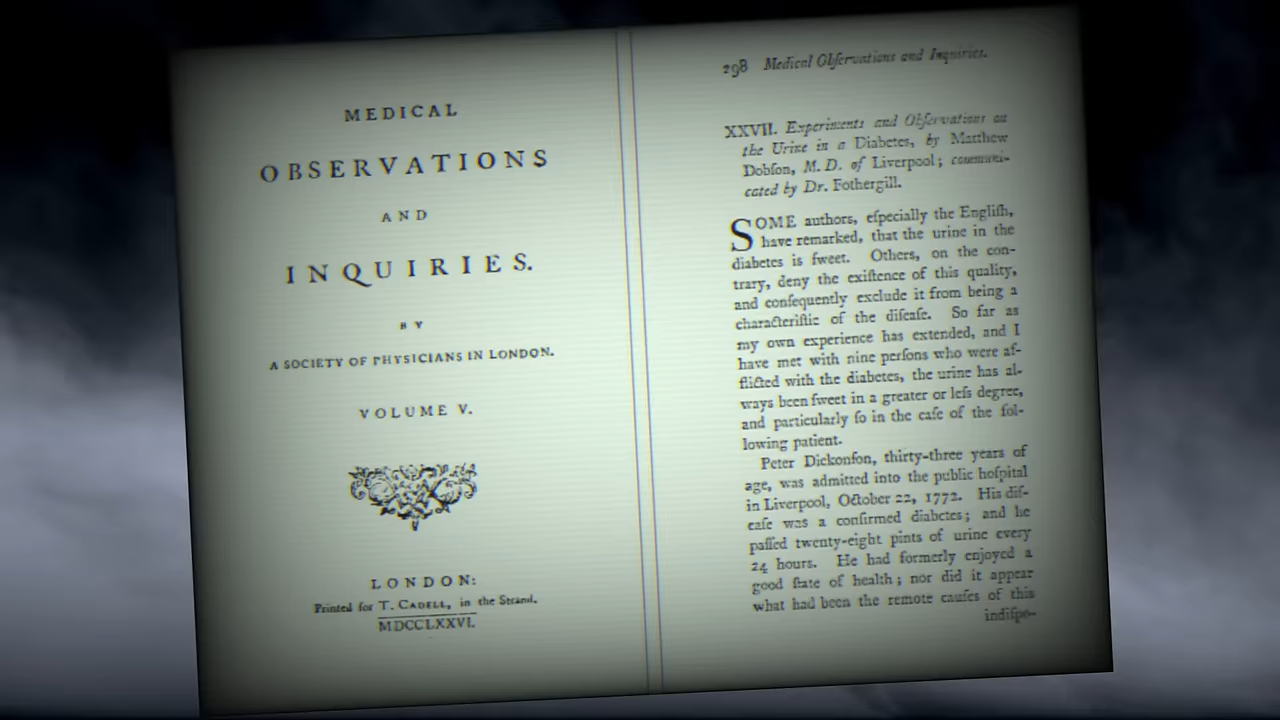 MEDICAL
OBSERVATIONS
AND
INQUIRIES.
BY
A SOCIETY OF PHYSICIANS IN LONDON.
VOLUME V.
LONDON:
Printed for T. CADELL, in the Strand.
MDCCLXXVI.
298 Medical Obſervations and Inquiries.
XXVII. Experiments and Obſervations on
the Urine in a Diabetes, by Matthew
Dobſon, M. D. of Liverpool; communi-
cated by Dr. Fothergill.
SOME authors, eſpecially the Engliſh,
have remarked, that the urine in the
diabetes is ſweet. Others, on the con-
trary, deny the exiſtence of this quality,
and conſequently exclude it from being a
characteriſtic of the diſeaſe. So far as
my own experience has extended, and I
have met with nine perſons who were af-
flicted with the diabetes, the urine has al-
ways been ſweet in a greater or leſs degree,
and particularly ſo in the caſe of the fol-
lowing patient.
Peter Dickonſon, thirty-three years of
age, was admitted into the public hoſpital
in Liverpool, October 22, 1772. His diſ-
eaſe was a confirmed diabetes; and he
paſſed twenty-eight pints of urine every
24 hours. He had formerly enjoyed a
good ſtate of health; nor did it appear
what had been the remote cauſes of this
indiſpo-